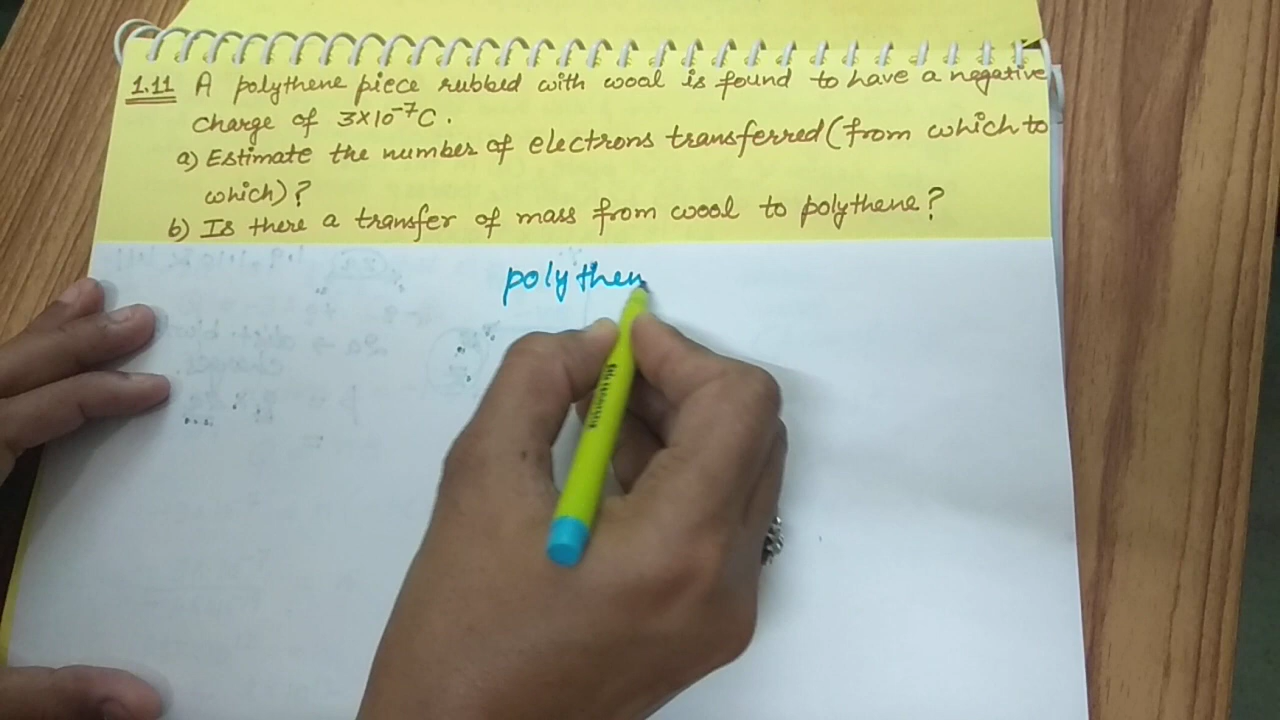 1.11 A polythene piece rubbed with wool is found to have a negative
charge of 3×10⁻⁷C.
a) Estimate the number of electrons transferred (from which to
which)?
b) Is there a transfer of mass from wool to polythene?
polythen